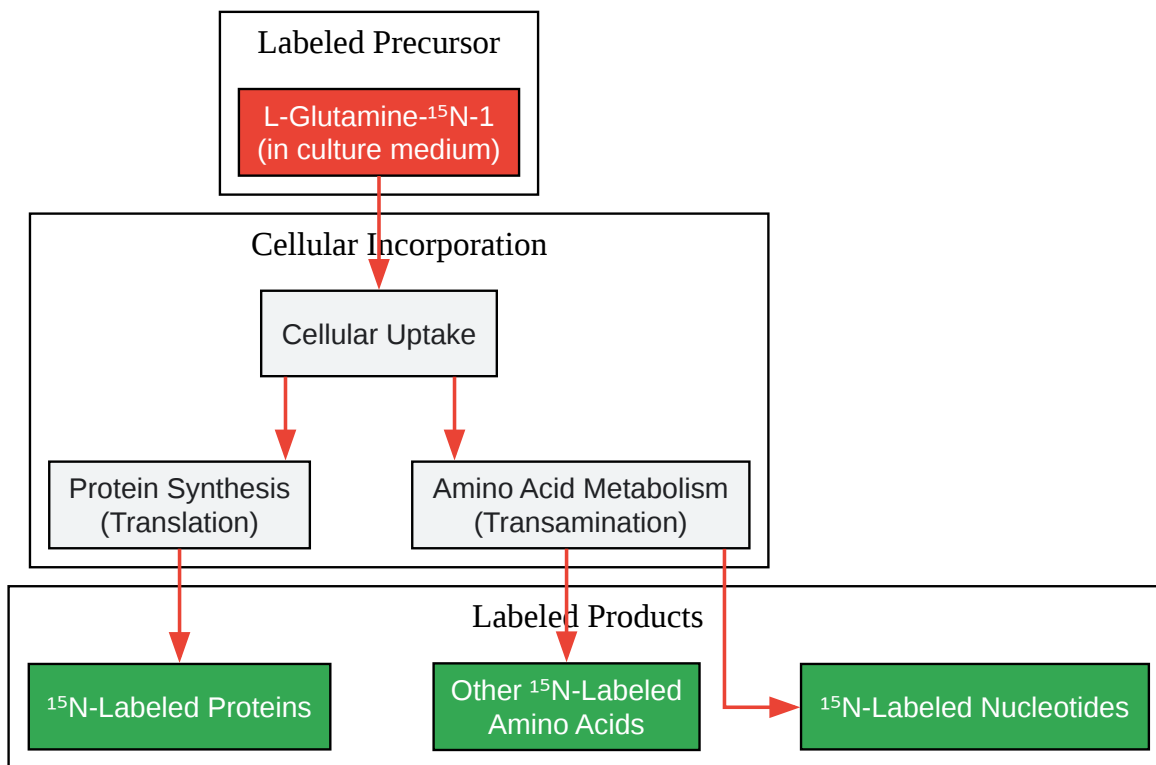 Labeled Precursor
L-Glutamine-¹⁵N-1
(in culture medium)
Cellular Incorporation
Cellular Uptake
Protein Synthesis
(Translation)
Amino Acid Metabolism
(Transamination)
Labeled Products
¹⁵N-Labeled Proteins
Other ¹⁵N-Labeled
Amino Acids
¹⁵N-Labeled Nucleotides